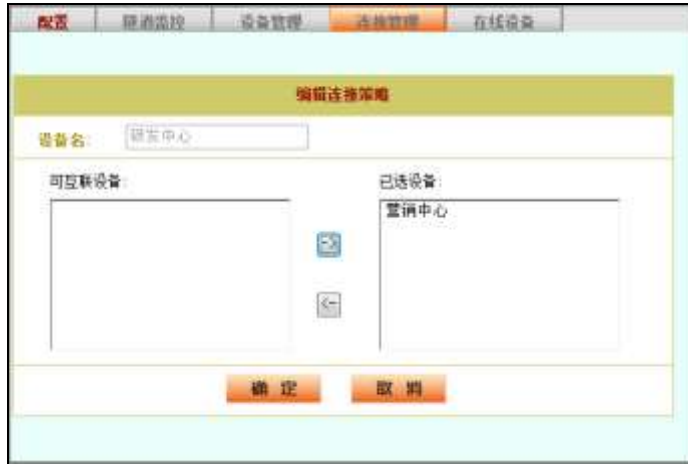 配置 隧道监控 设备管理 连接管理 在线设备
编辑连接策略
设备名: 研发中心
可互联设备: 已选设备:
营销中心
->
<-
确 定 取 消